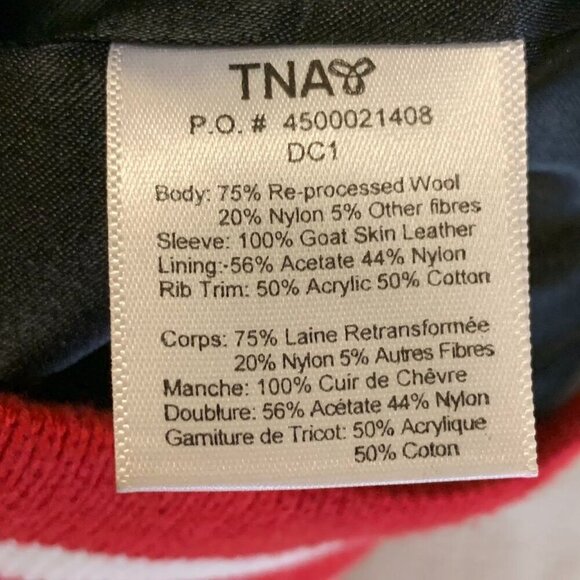 TNA
P.O. # 4500021408
DC1
Body: 75% Re-processed Wool
20% Nylon 5% Other fibres
Sleeve: 100% Goat Skin Leather
Lining:-56% Acetate 44% Nylon
Rib Trim: 50% Acrylic 50% Cotton
Corps: 75% Laine Retransformée
20% Nylon 5% Autres Fibres
Manche: 100% Cuir de Chèvre
Doublure: 56% Acétate 44% Nylon
Garniture de Tricot: 50% Acrylique
50% Coton